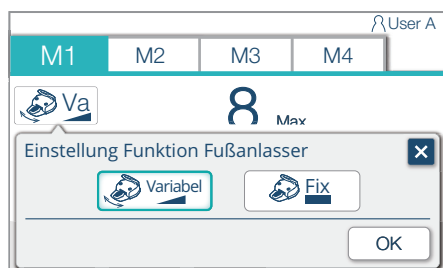 User A
M1 M2 M3 M4
Va 8 Max
Einstellung Funktion Fußanlasser
Variabel Fix
OK